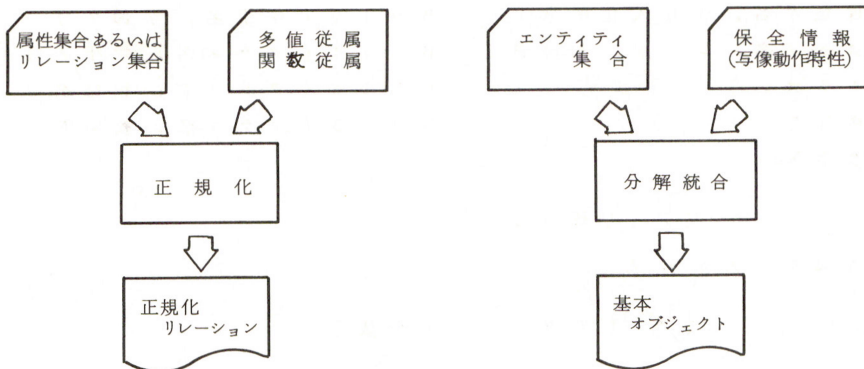 属性集合あるいは
リレーション集合
多値従属
関数従属
正規化
正規化
リレーション
エンティティ
集合
保全情報
(写像動作特性)
分解統合
基本
オブジェクト